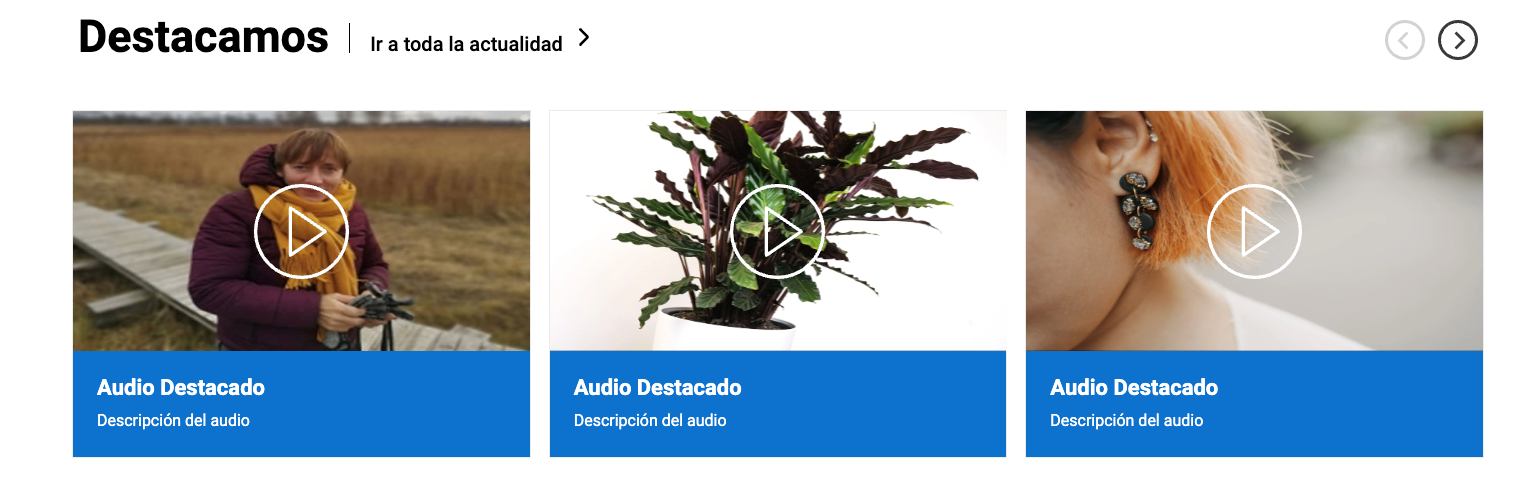 Destacamos
Ir a toda la actualidad
Audio Destacado
Descripción del audio
Audio Destacado
Descripción del audio
Audio Destacado
Descripción del audio